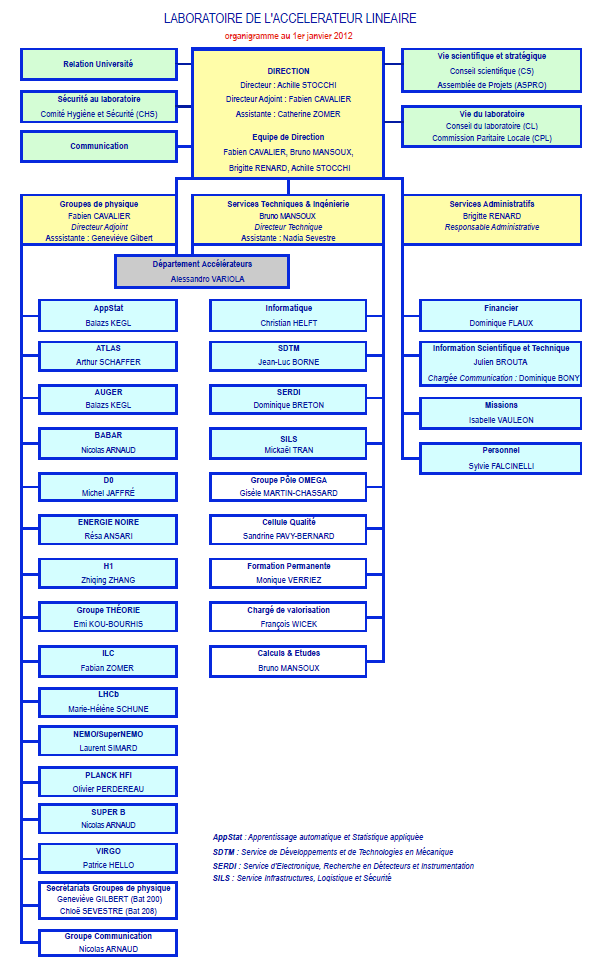 LABORATOIRE DE L'ACCELERATEUR LINEAIRE
organigramme au 1er janvier 2012
Relation Université
Sécurité au laboratoire
Comité Hygiène et Sécurité (CHS)
Communication
DIRECTION
Directeur : Achille STOCCHI
Directeur Adjoint : Fabien CAVALIER
Assistante : Catherine ZOMER
Equipe de Direction
Fabien CAVALIER, Bruno MANSOUX,
Brigitte RENARD, Achille STOCCHI
Vie scientifique et stratégique
Conseil scientifique (CS)
Assemblée de Projets (ASPRO)
Vie du laboratoire
Conseil du laboratoire (CL)
Commission Paritaire Locale (CPL)
Groupes de physique
Fabien CAVALIER
Directeur Adjoint
Asssistante : Geneviève Gilbert
Services Techniques & Ingénierie
Bruno MANSOUX
Directeur Technique
Assistante : Nadia Sevestre
Services Administratifs
Brigitte RENARD
Responsable Administrative
Département Accélérateurs
Alessandro VARIOLA
AppStat
Balazs KEGL
ATLAS
Arthur SCHAFFER
AUGER
Balazs KEGL
BABAR
Nicolas ARNAUD
D0
Michel JAFFRÉ
ENERGIE NOIRE
Résa ANSARI
H1
Zhiqing ZHANG
Groupe THÉORIE
Emi KOU-BOURHIS
ILC
Fabian ZOMER
LHCb
Marie-Hélène SCHUNE
NEMO/SuperNEMO
Laurent SIMARD
PLANCK HFI
Olivier PERDEREAU
SUPER B
Nicolas ARNAUD
VIRGO
Patrice HELLO
Secrétariats Groupes de physique
Geneviève GILBERT (Bat 200)
Chloë SEVESTRE (Bat 208)
Groupe Communication
Nicolas ARNAUD
Informatique
Christian HELFT
SDTM
Jean-Luc BORNE
SERDI
Dominique BRETON
SILS
Mickaël TRAN
Groupe Pôle OMEGA
Gisèle MARTIN-CHASSARD
Cellule Qualité
Sandrine PAVY-BERNARD
Formation Permanente
Monique VERRIEZ
Chargé de valorisation
François WICEK
Calculs & Etudes
Bruno MANSOUX
Financier
Dominique FLAUX
Information Scientifique et Technique
Julien BROUTA
Chargée Communication : Dominique BONY
Missions
Isabelle VAULEON
Personnel
Sylvie FALCINELLI
AppStat : Apprentissage automatique et Statistique appliquée
SDTM : Service de Développements et de Technologies en Mécanique
SERDI : Service d'Electronique, Recherche en Détecteurs et Instrumentation
SILS : Service Infrastructures, Logistique et Sécurité